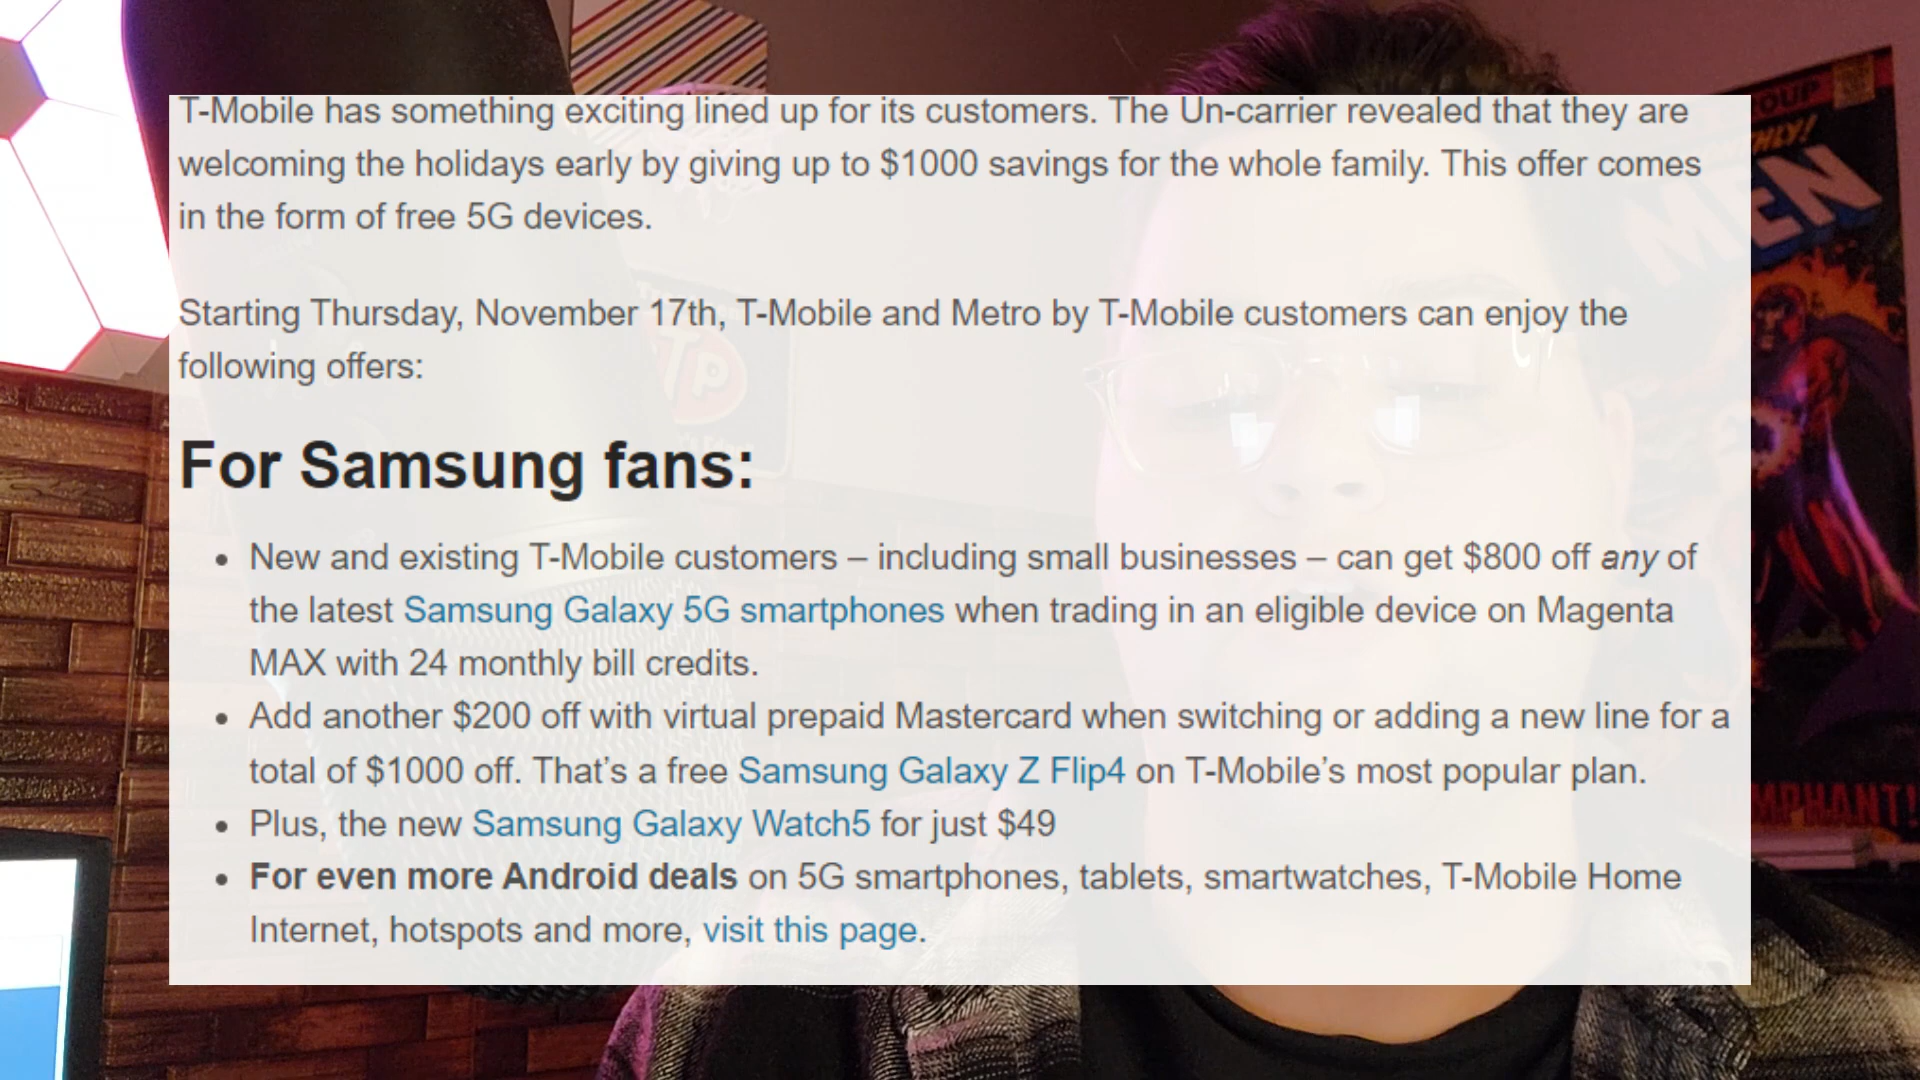 T-Mobile has something exciting lined up for its customers. The Un-carrier revealed that they are
welcoming the holidays early by giving up to $1000 savings for the whole family. This offer comes
in the form of free 5G devices.
Starting Thursday, November 17th, T-Mobile and Metro by T-Mobile customers can enjoy the
following offers:
For Samsung fans:
• New and existing T-Mobile customers – including small businesses – can get $800 off any of
the latest Samsung Galaxy 5G smartphones when trading in an eligible device on Magenta
MAX with 24 monthly bill credits.
• Add another $200 off with virtual prepaid Mastercard when switching or adding a new line for a
total of $1000 off. That’s a free Samsung Galaxy Z Flip4 on T-Mobile’s most popular plan.
• Plus, the new Samsung Galaxy Watch5 for just $49
• For even more Android deals on 5G smartphones, tablets, smartwatches, T-Mobile Home
Internet, hotspots and more, visit this page.
STP
MEN